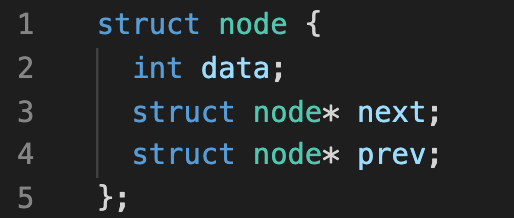 1 struct node {
2 int data;
3 struct node* next;
4 struct node* prev;
5 };